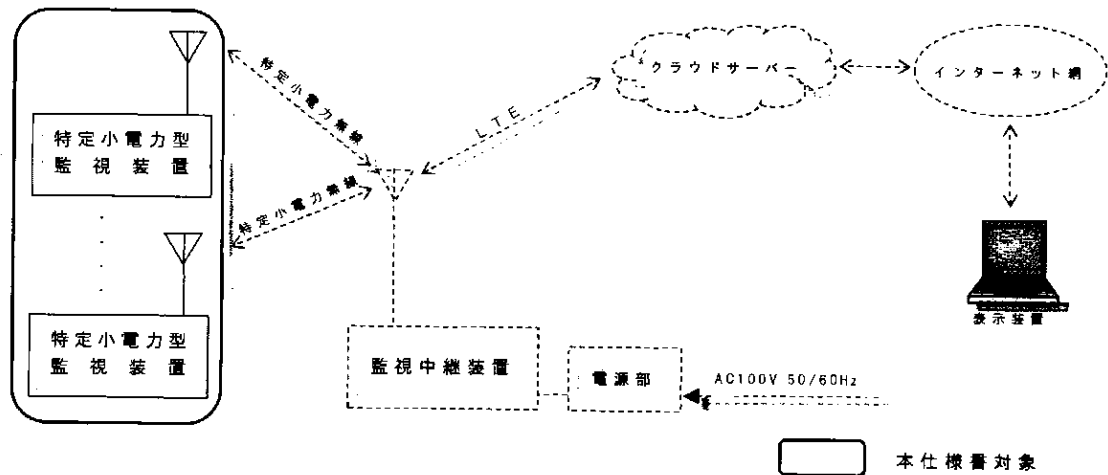 特定小電力型
監視装置
特定小電力型
監視装置
特定小電力無線
特定小電力無線
LTE
クラウドサーバー
インターネット網
表示装置
監視中継装置
電源部
AC100V 50/60Hz
本仕様書対象